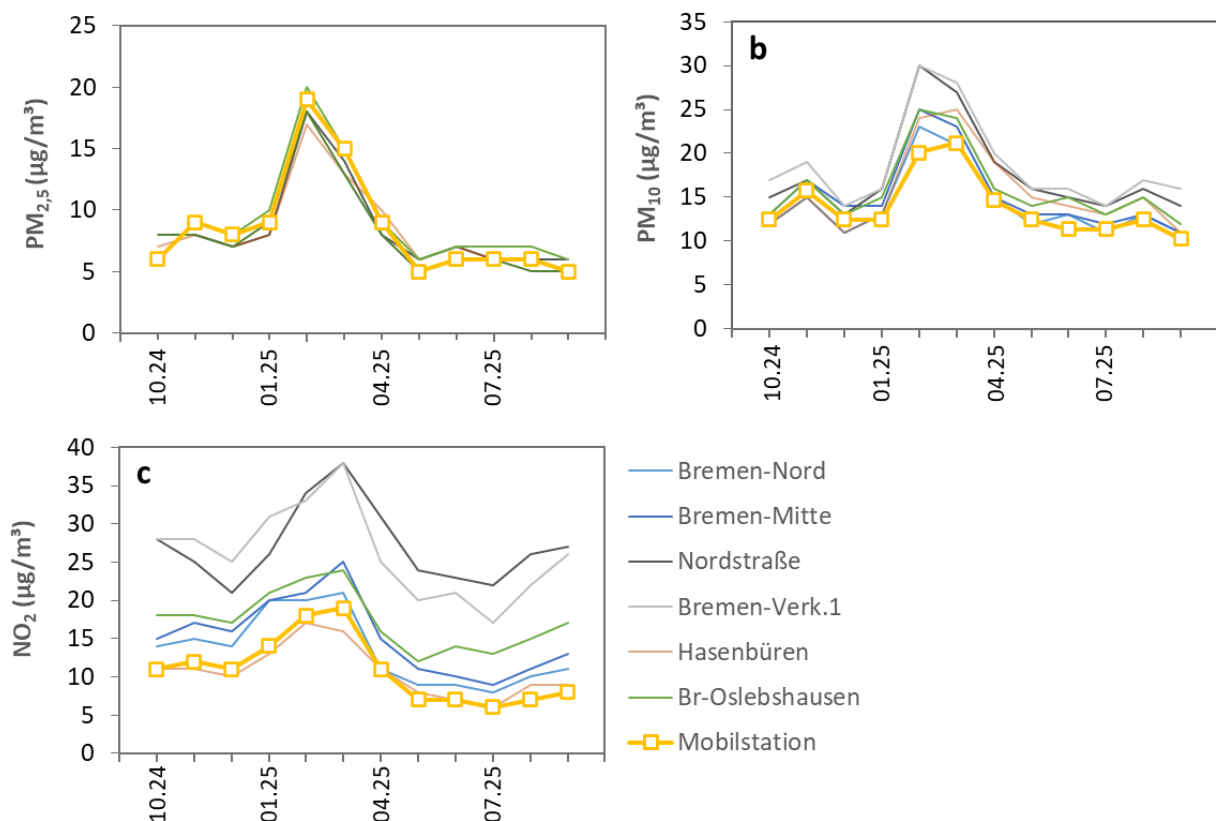 PM2,5 (µg/m³)
25
20
15
10
5
0
10.24
01.25
04.25
07.25
b
PM10 (µg/m³)
35
30
25
20
15
10
5
0
10.24
01.25
04.25
07.25
c
NO2 (µg/m³)
40
35
30
25
20
15
10
5
0
10.24
01.25
04.25
07.25
Bremen-Nord
Bremen-Mitte
Nordstraße
Bremen-Verk.1
Hasenbüren
Br-Oslebshausen
Mobilstation